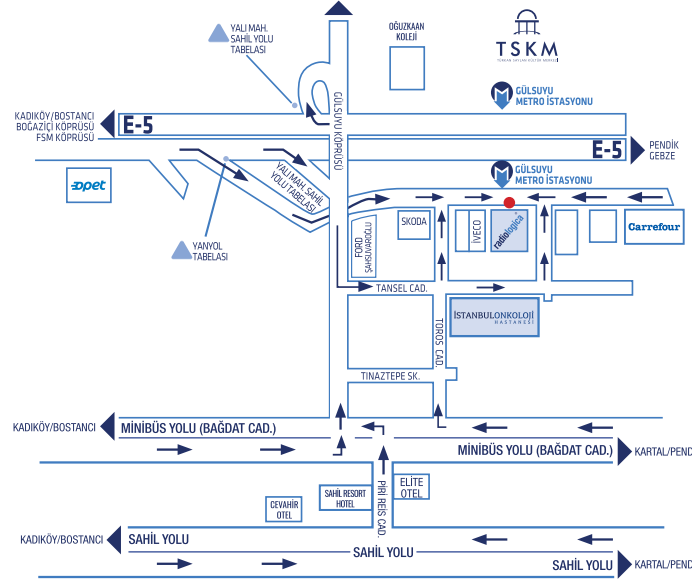 YALI MAH.
SAHİL YOLU
TABELASI
OĞUZKAAN
KOLEJİ
TSKM
GÜLSUYU
METRO İSTASYONU
KADIKÖY/BOSTANCI
BOĞAZİÇİ KÖPRÜSÜ
FSM KÖPRÜSÜ
E-5
GÜLSUYU KÖPRÜSÜ
E-5
PENDİK
GEBZE
opet
YALI MAH. SAHİL
YOLU TABELASI
GÜLSUYU
METRO İSTASYONU
YANYOL
TABELASI
FORD
ŞAHSUVAROĞLU
SKODA
İVECO
radiologica
Carrefour
TANSEL CAD.
İSTANBULONKOLOJİ
HASTANESİ
TOROS CAD.
TINAZTEPE SK.
KADIKÖY/BOSTANCI
MİNİBÜS YOLU (BAĞDAT CAD.)
MİNİBÜS YOLU (BAĞDAT CAD.)
KARTAL/PEND
SAHİL RESORT
HOTEL
PİRİ REİS CAD.
ELİTE
OTEL
CEVAHİR
OTEL
KADIKÖY/BOSTANCI
SAHİL YOLU
SAHİL YOLU
SAHİL YOLU
KARTAL/PEND